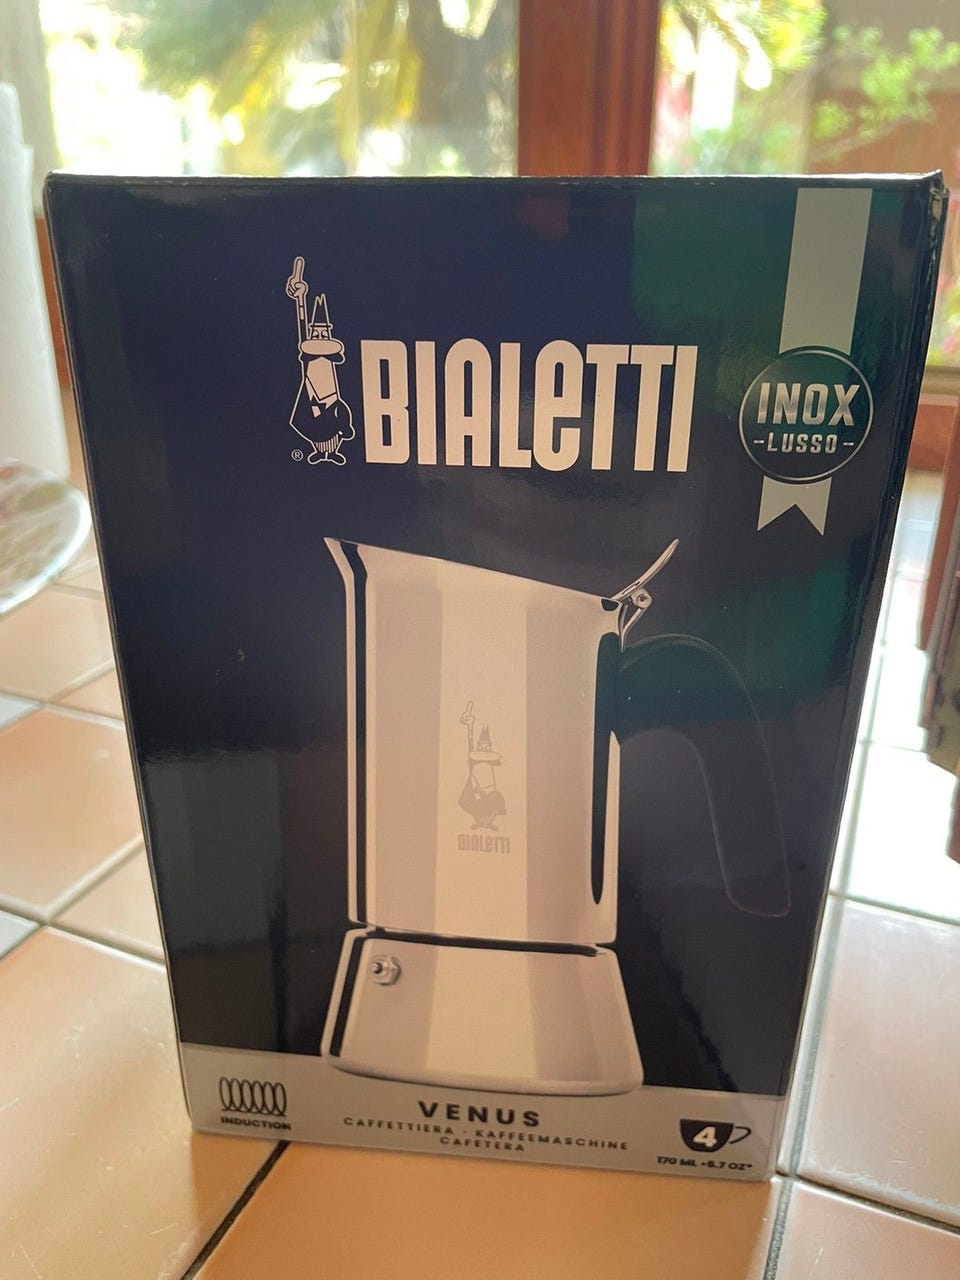 BIALETTI
®
INOX
-LUSSO-
BIALETTI
INDUCTION
VENUS
CAFFETTIERA · KAFFEEMASCHINE
CAFETERA
4
170 ML • 5.7 OZ*